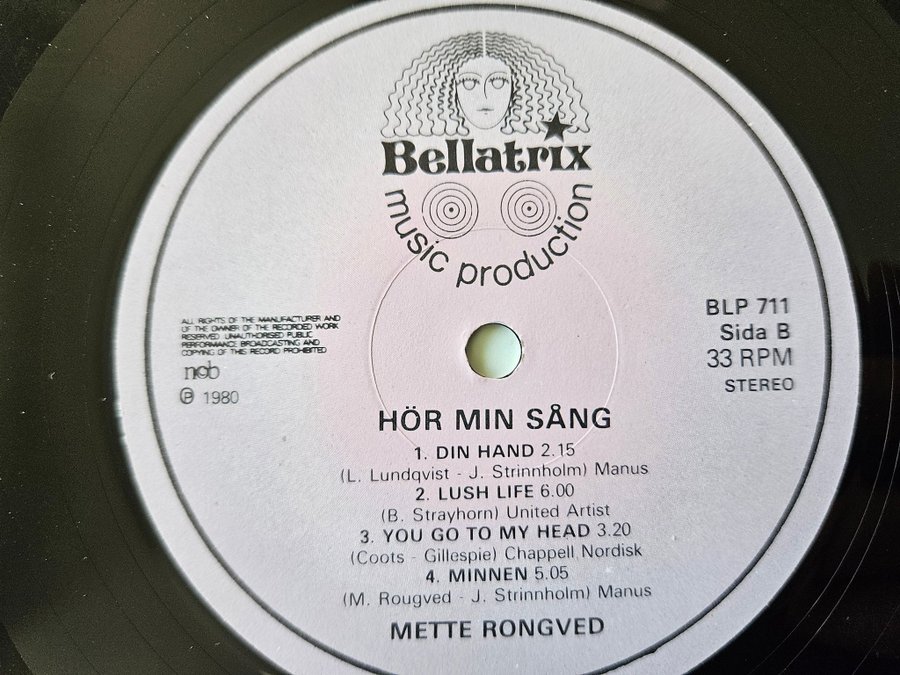 Bellatrix
music production
BLP 711
Sida B
33 RPM
STEREO
ALL RIGHTS OF THE MANUFACTURER AND
OF THE OWNER OF THE RECORDED WORK
RESERVED UNAUTHORISED PUBLIC
PERFORMANCE BROADCASTING AND
COPYING OF THIS RECORD PROHIBITED
ncb
℗ 1980
HÖR MIN SÅNG
1. DIN HAND 2.15
(L. Lundqvist - J. Strinnholm) Manus
2. LUSH LIFE 6.00
(B. Strayhorn) United Artist
3. YOU GO TO MY HEAD 3.20
(Coots - Gillespie) Chappell Nordisk
4. MINNEN 5.05
(M. Rougved - J. Strinnholm) Manus
METTE RONGVED